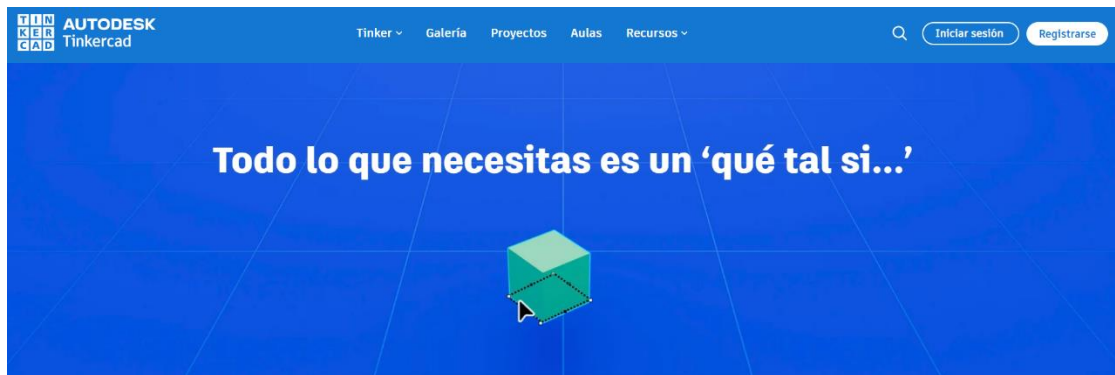 TIN
KER
CAD
AUTODESK
Tinkercad
Tinker
Galería
Proyectos
Aulas
Recursos
Iniciar sesión
Registrarse
Todo lo que necesitas es un ‘qué tal si...’